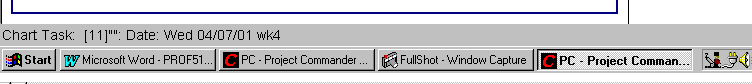 Chart Task:  [11]"": Date: Wed 04/07/01 wk4
Start Microsoft Word - PROF51... PC - Project Commander ... FullShot - Window Capture PC - Project Comman...